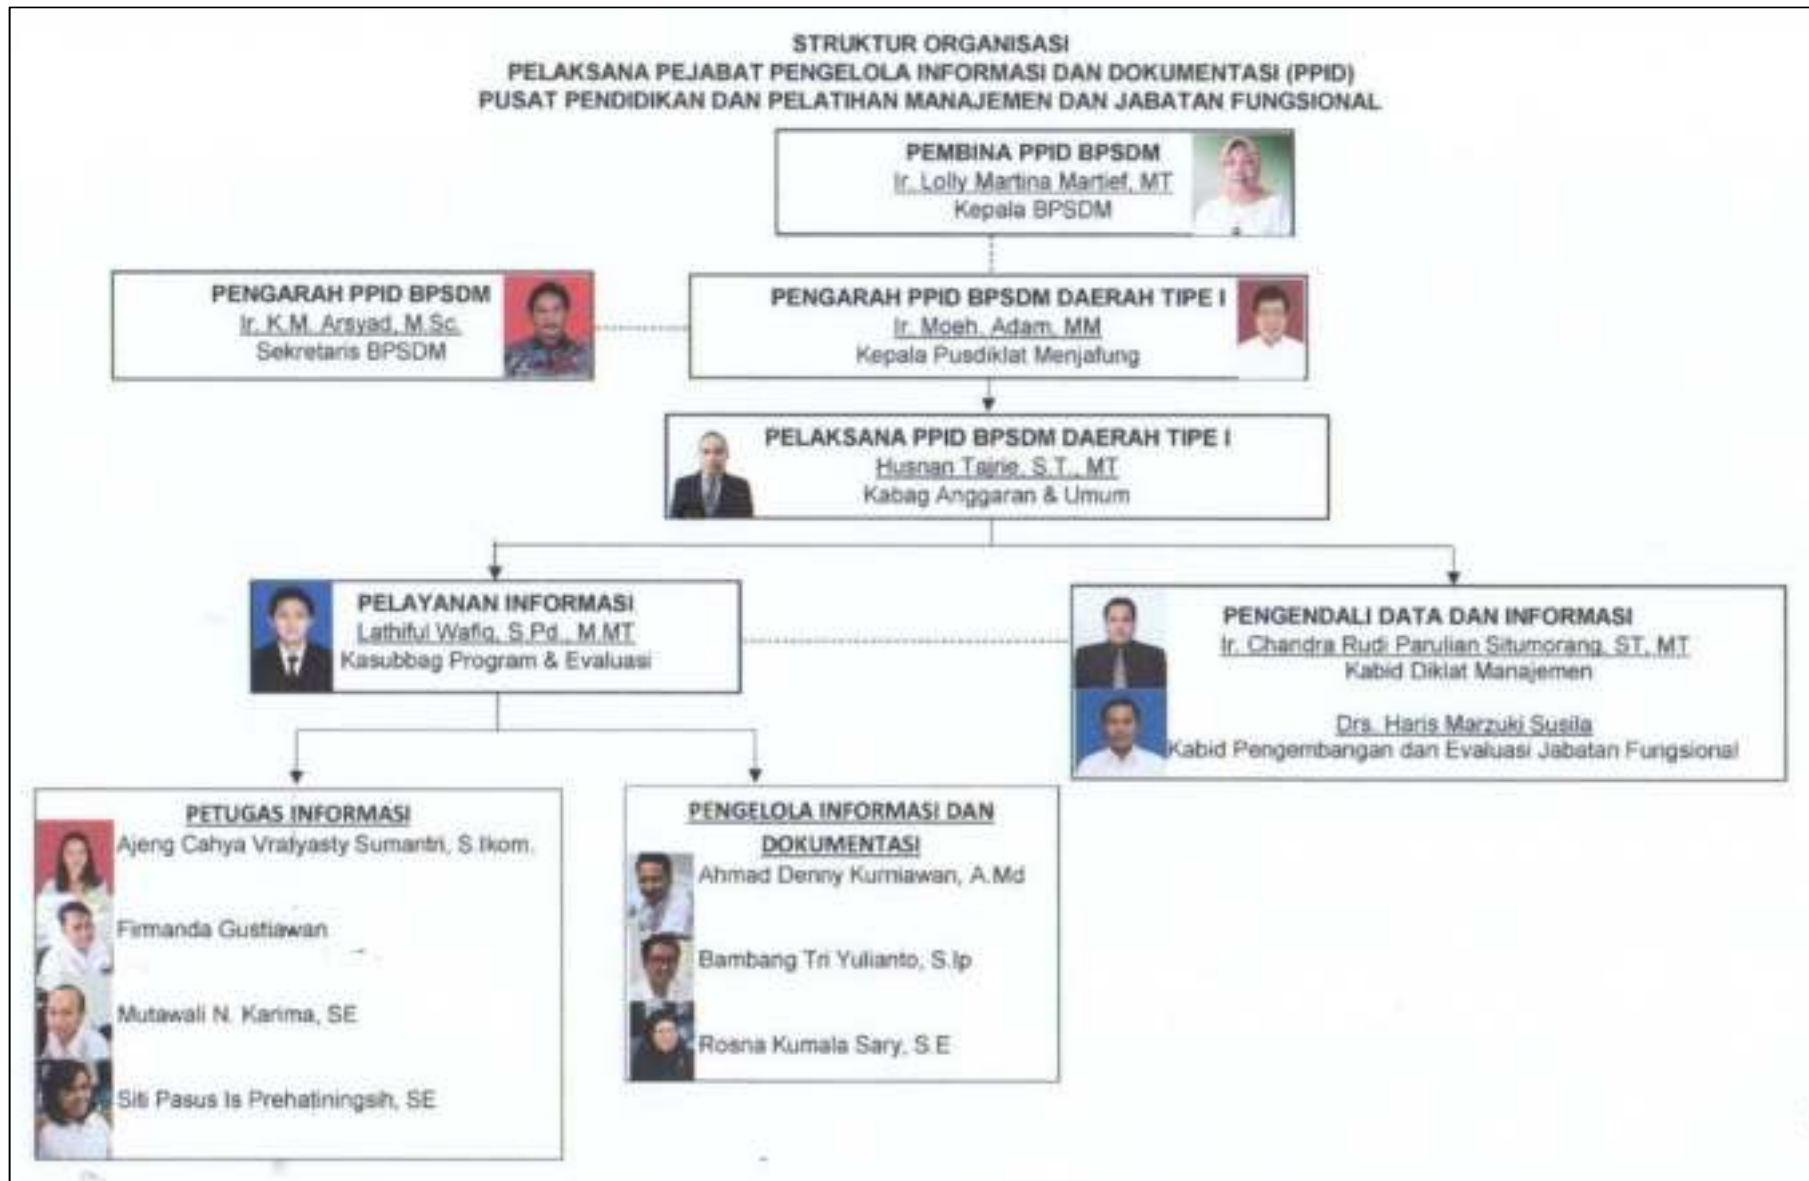 STRUKTUR ORGANISASI
PELAKSANA PEJABAT PENGELOLA INFORMASI DAN DOKUMENTASI (PPID)
PUSAT PENDIDIKAN DAN PELATIHAN MANAJEMEN DAN JABATAN FUNGSIONAL
PEMBINA PPID BPSDM
Ir. Lolly Martina Martief, MT
Kepala BPSDM
PENGARAH PPID BPSDM
Ir. K.M. Arsyad, M.Sc.
Sekretaris BPSDM
PENGARAH PPID BPSDM DAERAH TIPE I
Ir. Moeh. Adam, MM
Kepala Pusdiklat Menjafung
PELAKSANA PPID BPSDM DAERAH TIPE I
Husnan Tajrie, S.T., MT
Kabag Anggaran & Umum
PELAYANAN INFORMASI
Lathiful Wafiq, S.Pd., M.MT
Kasubbag Program & Evaluasi
PENGENDALI DATA DAN INFORMASI
Ir. Chandra Rudi Parulian Situmorang, ST, MT
Kabid Diklat Manajemen
Drs. Haris Marzuki Susila
Kabid Pengembangan dan Evaluasi Jabatan Fungsional
PETUGAS INFORMASI
Ajeng Cahya Sumantri, S.Ikom.
Firmanda Gustiawan
Mutawali N. Karima, SE
Siti Pasus Is Prehatiningsih, SE
PENGELOLA INFORMASI DAN
DOKUMENTASI
Ahmad Denny Kurniawan, A.Md
Bambang Tri Yulianto, S.Ip
Rosna Kumala Sary, S.E